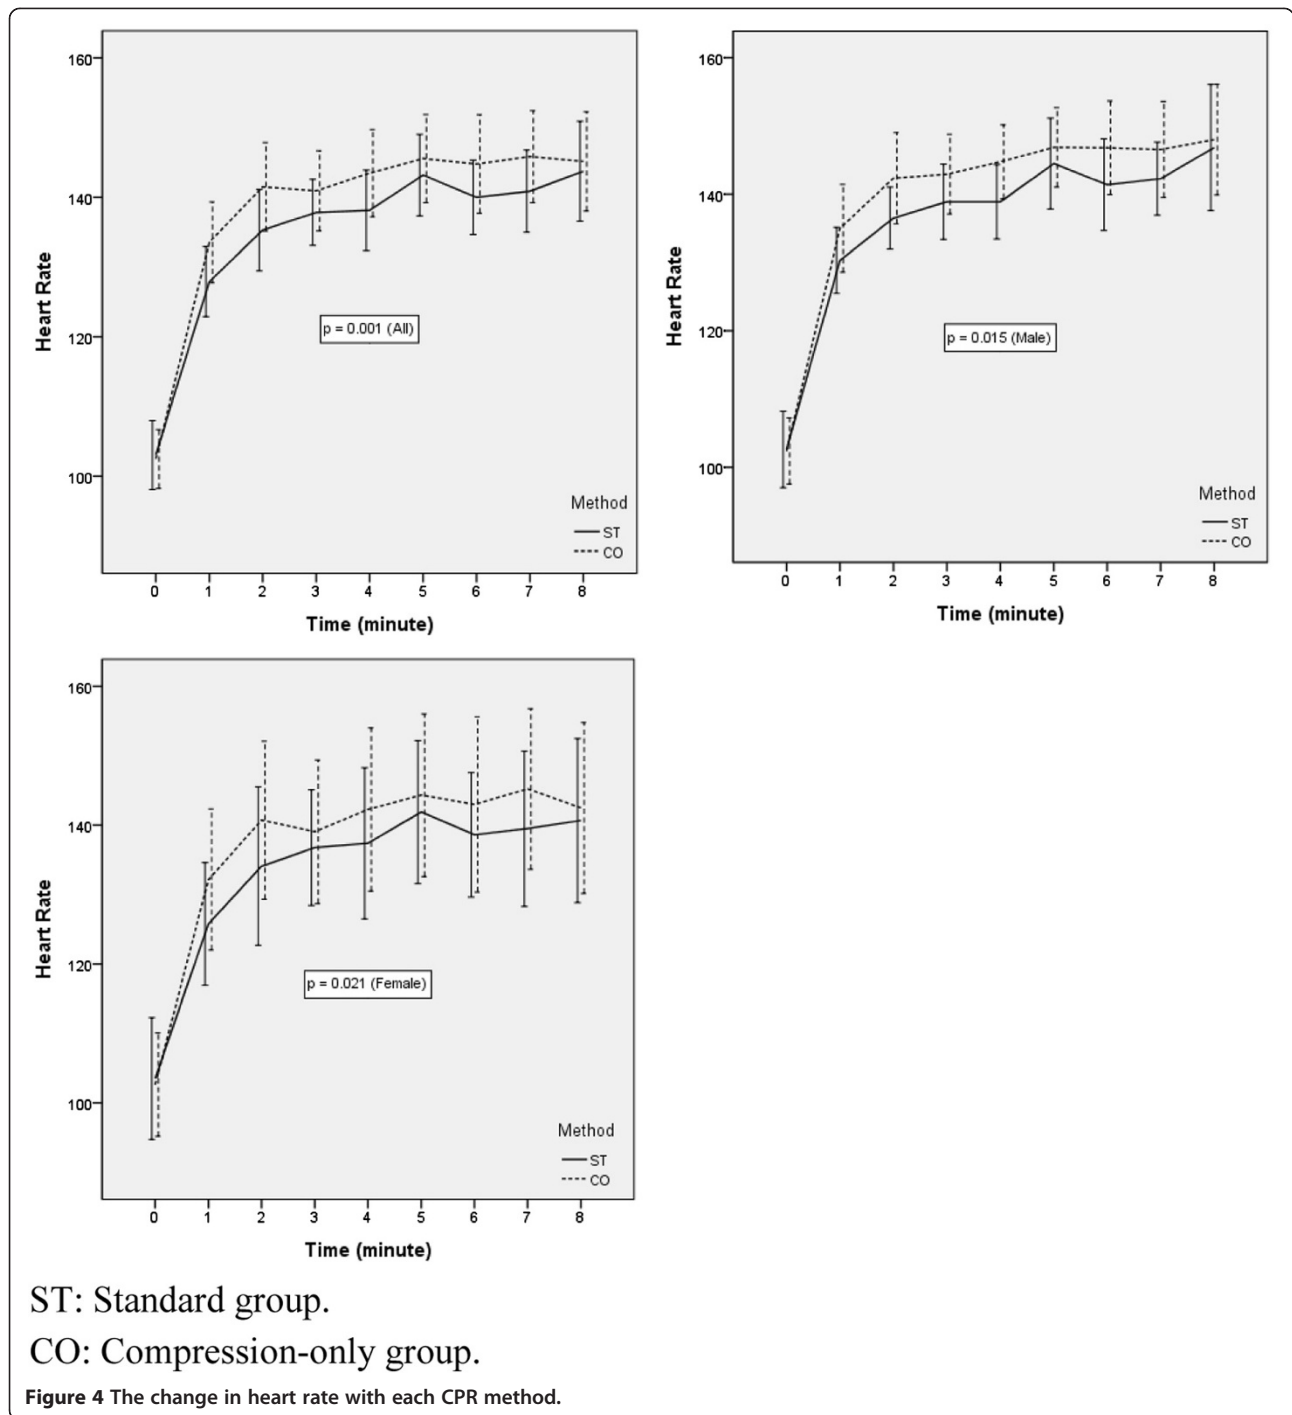 160
140
120
100
Heart Rate
p = 0.001 (All)
Method
ST
CO
0 1 2 3 4 5 6 7 8
Time (minute)
160
140
120
100
Heart Rate
p = 0.015 (Male)
Method
ST
CO
0 1 2 3 4 5 6 7 8
Time (minute)
160
140
120
100
Heart Rate
p = 0.021 (Female)
Method
ST
CO
0 1 2 3 4 5 6 7 8
Time (minute)
ST: Standard group.
CO: Compression-only group.
Figure 4 The change in heart rate with each CPR method.